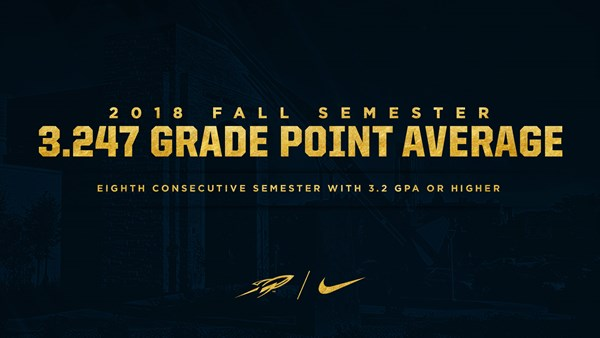 2018 FALL SEMESTER
3.247 GRADE POINT AVERAGE
EIGHTH CONSECUTIVE SEMESTER WITH 3.2 GPA OR HIGHER